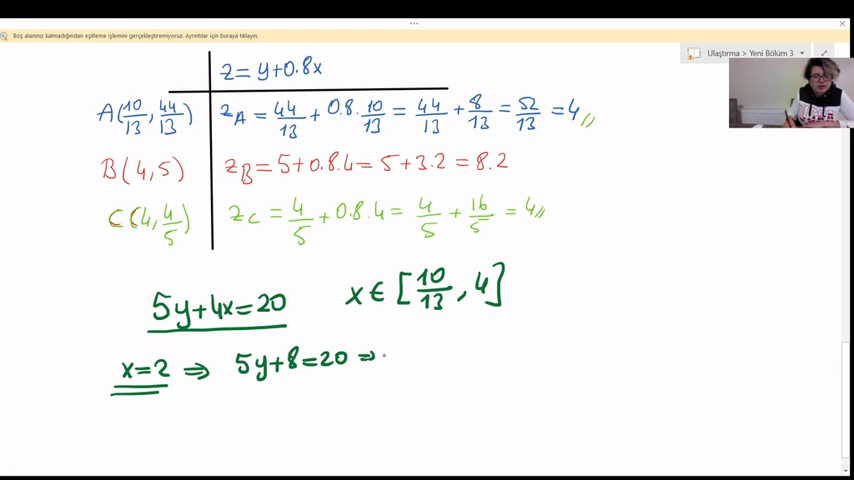 Boş alanınız kalmadığından eşitleme işlemini gerçekleştiremiyoruz. Ayrıntılar için buraya tıklayın.
Ulaştırma > Yeni Bölüm 3
z = y+0.8x
A(10/13, 44/13) z_A = 44/13 + 0.8 . 10/13 = 44/13 + 8/13 = 52/13 = 4 //
B(4,5) z_B = 5+0.8.4 = 5+3.2 = 8.2
C(4, 4/5) z_C = 4/5 + 0.8.4 = 4/5 + 16/5 = 4 //
5y+4x=20 x ∈ [10/13, 4]
x=2 ⇒ 5y+8=20 ⇒